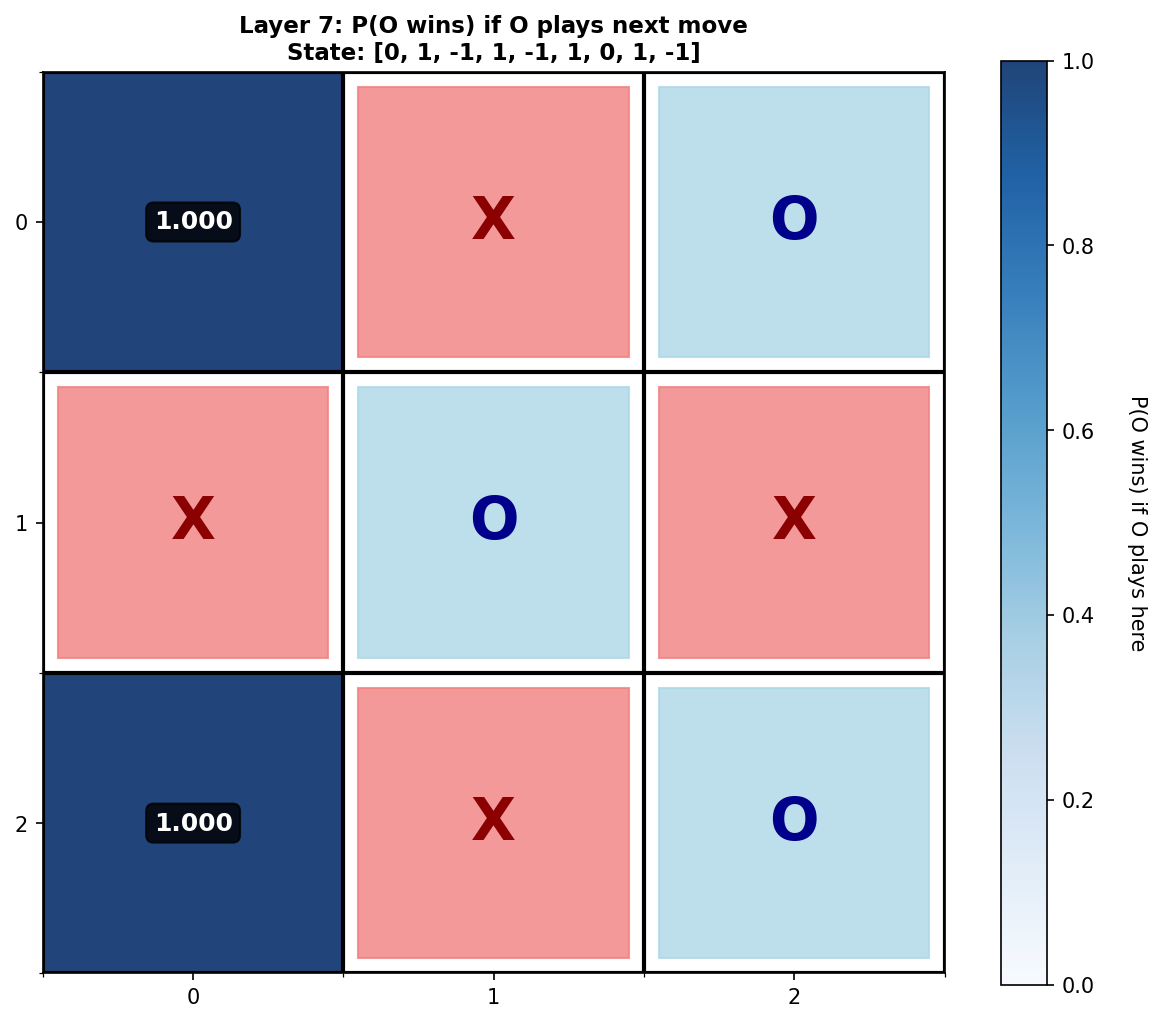 Layer 7: P(O wins) if O plays next move
State: [0, 1, -1, 1, -1, 1, 0, 1, -1]
0
1.000
X
O
1
X
O
X
2
1.000
X
O
0
1
2
1.0
0.8
0.6
0.4
0.2
0.0
P(O wins) if O plays here